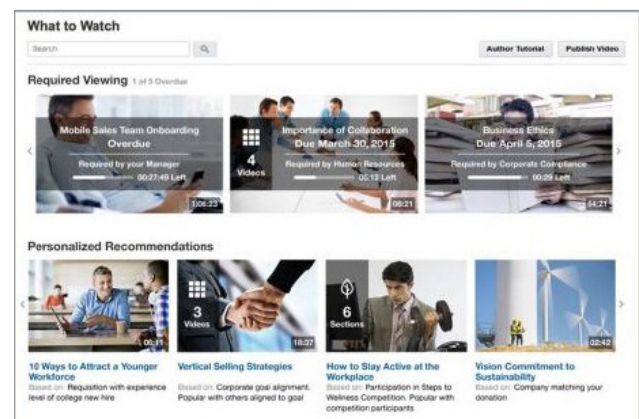 What to Watch
Search
Author Tutorial
Publish Video
Required Viewing 1 of 5 Overdue
Mobile Sales Team Onboarding
Overdue
Required by your Manager
00:27:49 Left
1:06:23
4
Videos
Importance of Collaboration
Due March 30, 2015
Required by Human Resources
05:13 Left
08:21
Business Ethics
Due April 5, 2015
Required by Corporate Compliance
00:29 Left
04:21
Personalized Recommendations
06:11
10 Ways to Attract a Younger
Workforce
Based on: Requisition with experience
level of college new hire
3
Videos
18:37
Vertical Selling Strategies
Based on: Corporate goal alignment.
Popular with others aligned to goal
6
Sections
How to Stay Active at the
Workplace
Based on: Participation in Steps to
Wellness Competition. Popular with
competition participants
02:42
Vision Commitment to
Sustainability
Based on: Company matching your
donation